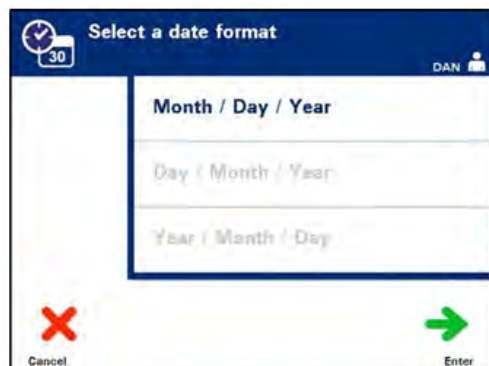 Select a date format
30
DAN
Month / Day / Year
Day / Month / Year
Year / Month / Day
Cancel
Enter